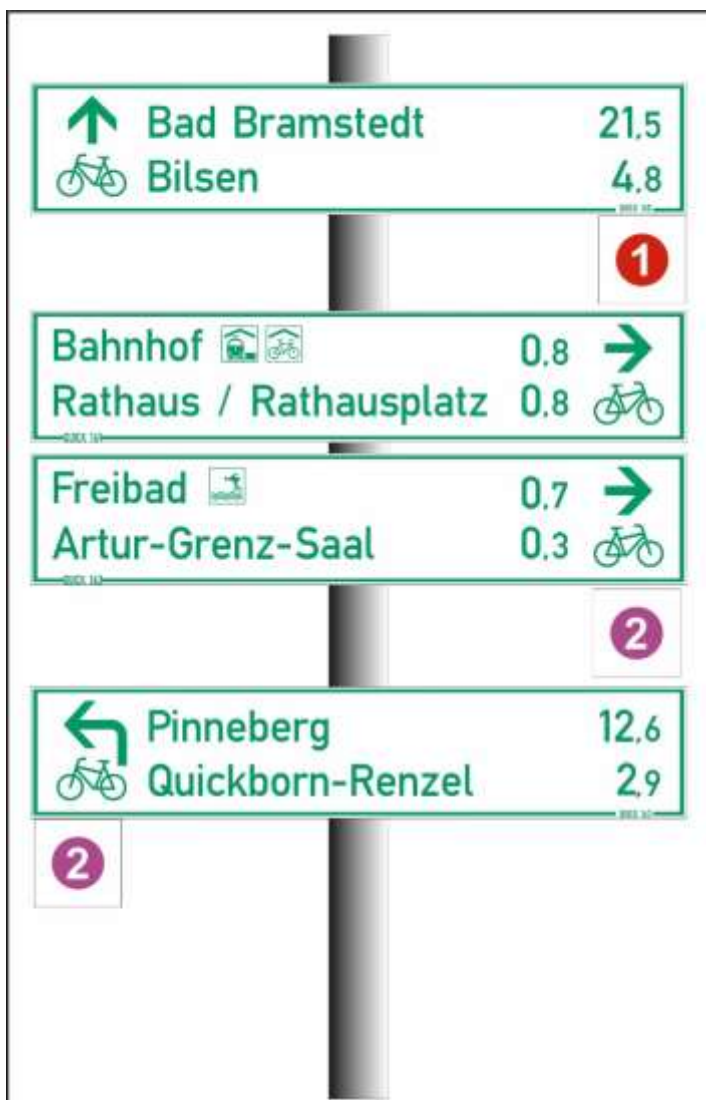 Bad Bramstedt 21,5
Bilsen 4,8
1
Bahnhof 0,8
Rathaus / Rathausplatz 0,8
Freibad 0,7
Artur-Grenz-Saal 0,3
2
Pinneberg 12,6
Quickborn-Renzel 2,9
2